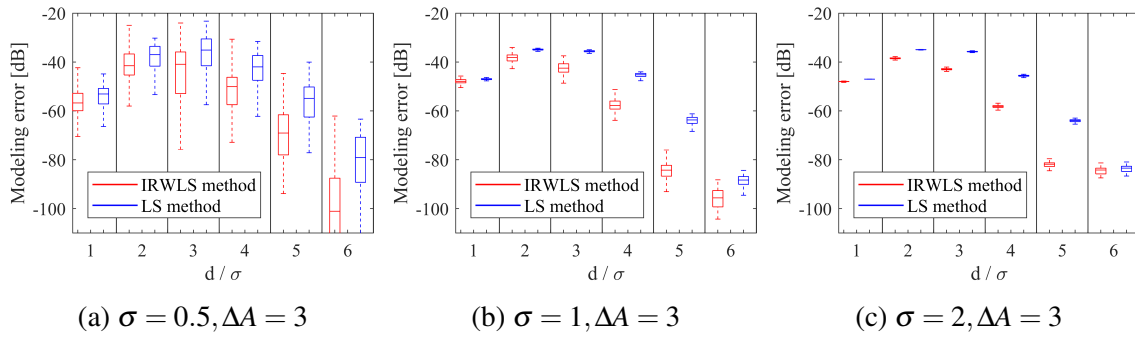 -20
-40
-60
-80
-100
Modeling error [dB]
IRWLS method
LS method
1 2 3 4 5 6
d / σ
(a) σ = 0.5, ΔA = 3
-20
-40
-60
-80
-100
Modeling error [dB]
IRWLS method
LS method
1 2 3 4 5 6
d / σ
(b) σ = 1, ΔA = 3
-20
-40
-60
-80
-100
Modeling error [dB]
IRWLS method
LS method
1 2 3 4 5 6
d / σ
(c) σ = 2, ΔA = 3